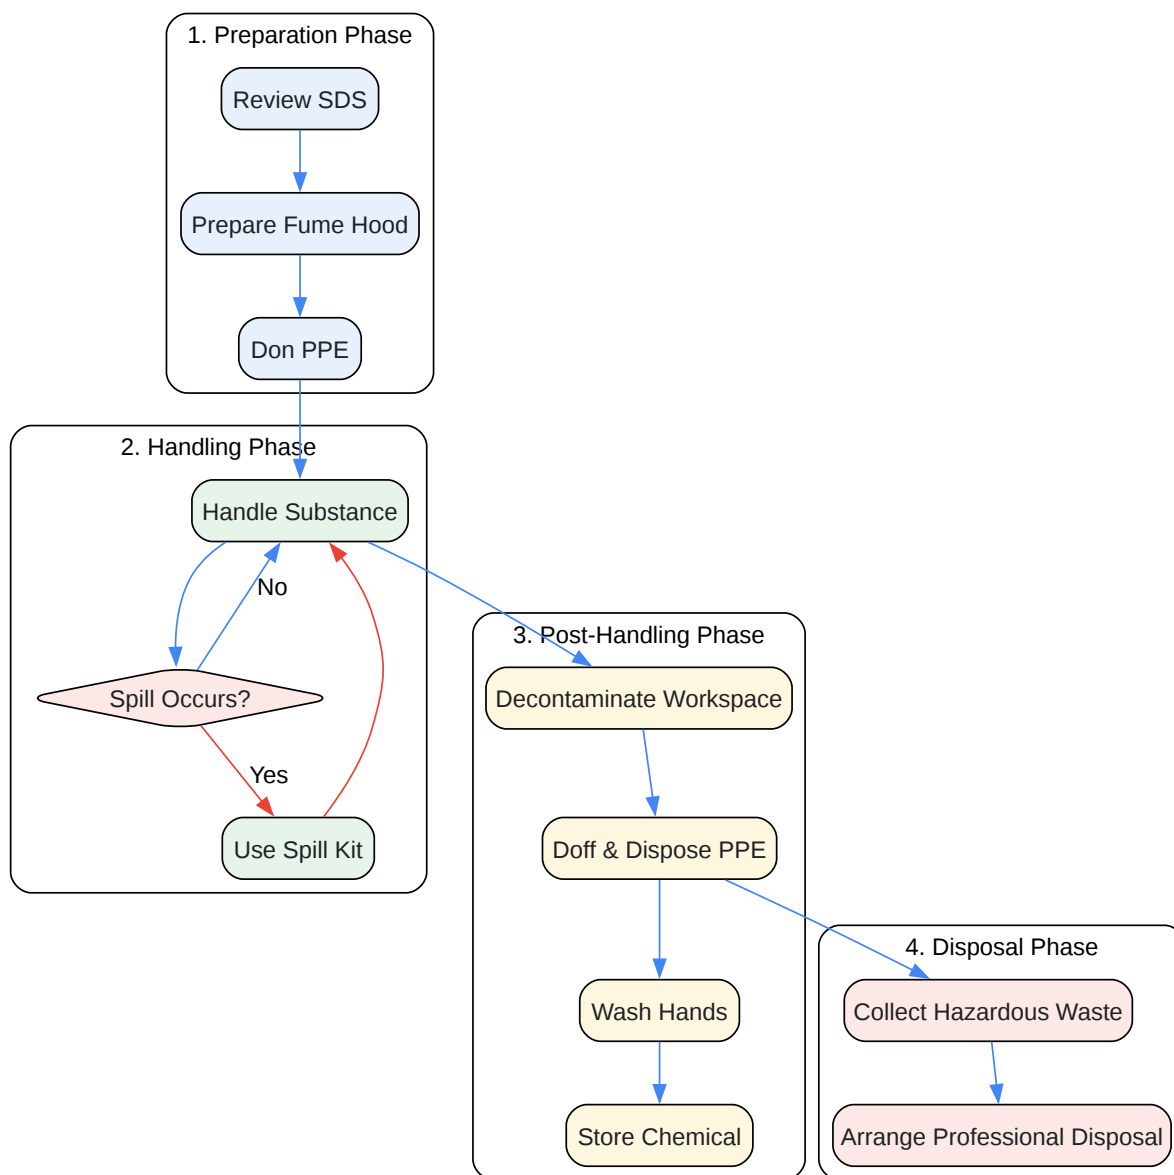 1. Preparation Phase
Review SDS
Prepare Fume Hood
Don PPE
2. Handling Phase
Handle Substance
No
Spill Occurs?
Yes
Use Spill Kit
3. Post-Handling Phase
Decontaminate Workspace
Doff & Dispose PPE
Wash Hands
Store Chemical
4. Disposal Phase
Collect Hazardous Waste
Arrange Professional Disposal